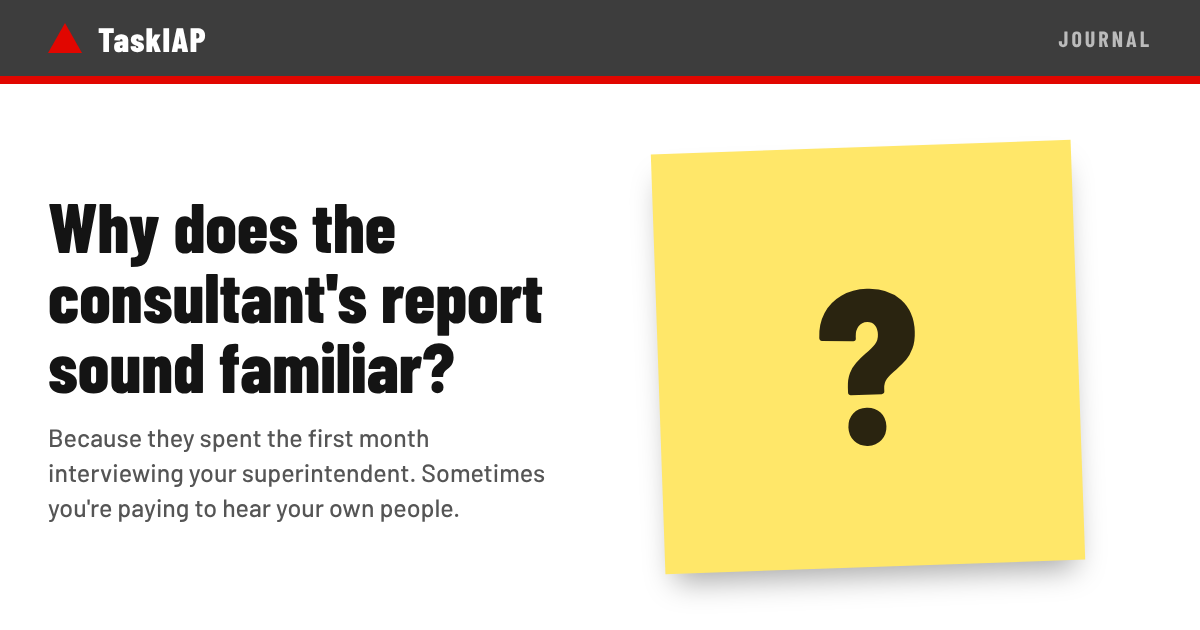 TaskIAP
JOURNAL
Why does the
consultant's report
sound familiar?
Because they spent the first month
interviewing your superintendent. Sometimes
you're paying to hear your own people.
?